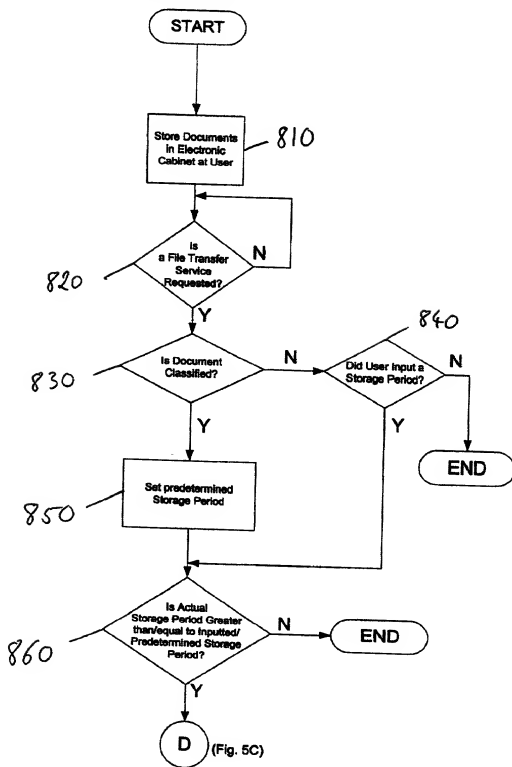 START
Store Documents
in Electronic
Cabinet at User
810
Is
a File Transfer
Service
Requested?
N
820
Y
840
Is Document
Classified?
N
Did User Input a
Storage Period?
N
830
Y
Y
END
Set predetermined
Storage Period
850
Is Actual
Storage Period Greater
than/equal to Inputted/
Predetermined Storage
Period?
N
END
860
Y
D
(Fig. 5C)